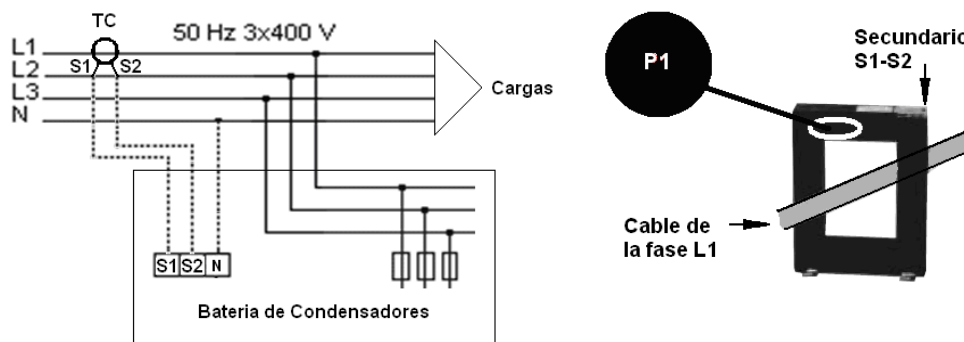 TC
50 Hz 3x400 V
L1
S1 S2
L2
L3
N
Cargas
S1 S2 N
Bateria de Condensadores
P1
Secundario
S1-S2
Cable de
la fase L1